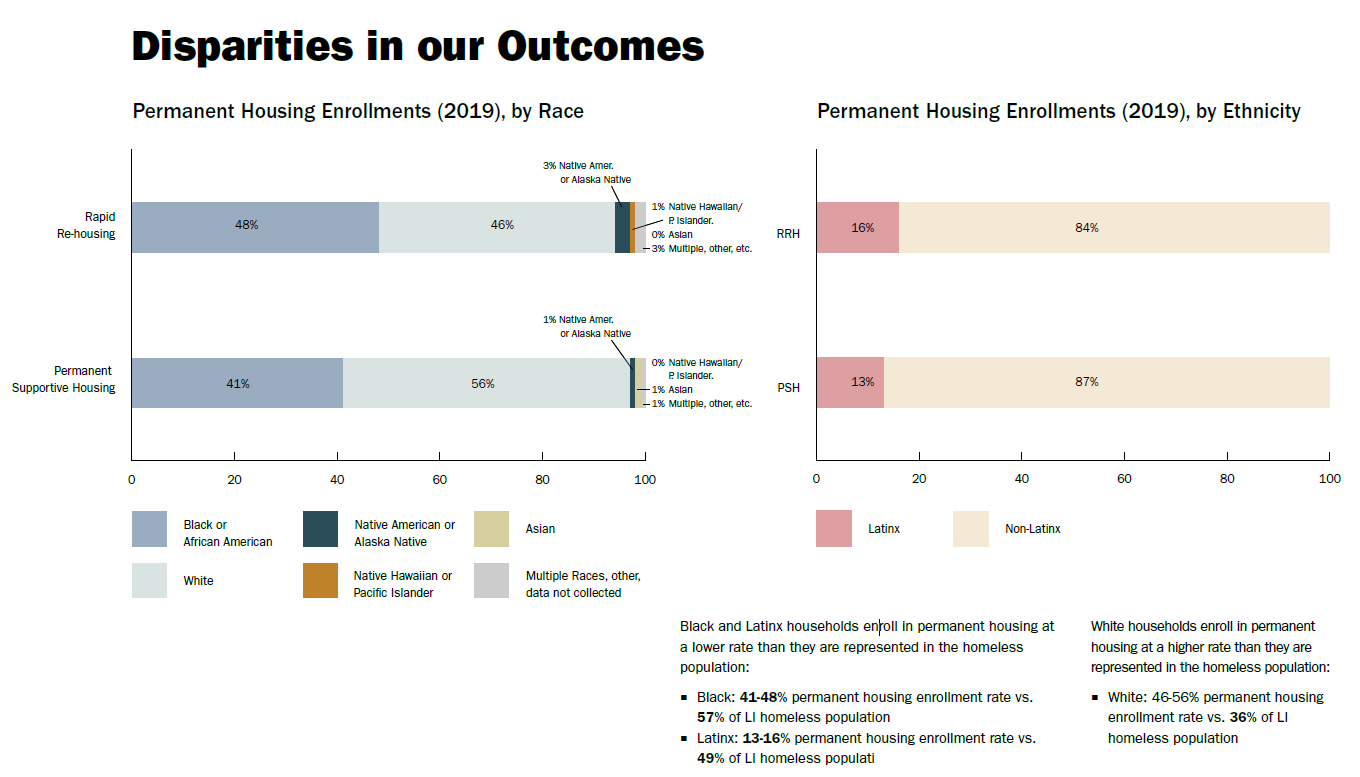 Disparities in our Outcomes
Permanent Housing Enrollments (2019), by Race
3% Native Amer.
or Alaska Native
Rapid
Re-housing
48%
46%
1% Native Hawaiian/
P. Islander.
0% Asian
3% Multiple, other, etc.
1% Native Amer.
or Alaska Native
Permanent
Supportive Housing
41%
56%
0% Native Hawaiian/
P. Islander.
1% Asian
1% Multiple, other, etc.
0 20 40 60 80 100
Black or
African American
Native American or
Alaska Native
Asian
White
Native Hawaiian or
Pacific Islander
Multiple Races, other,
data not collected
Permanent Housing Enrollments (2019), by Ethnicity
RRH
16%
84%
PSH
13%
87%
0 20 40 60 80 100
Latinx
Non-Latinx
Black and Latinx households enroll in permanent housing at
a lower rate than they are represented in the homeless
population:
▪ Black: 41-48% permanent housing enrollment rate vs.
57% of LI homeless population
▪ Latinx: 13-16% permanent housing enrollment rate vs.
49% of LI homeless populati
White households enroll in permanent
housing at a higher rate than they are
represented in the homeless population:
▪ White: 46-56% permanent housing
enrollment rate vs. 36% of LI
homeless population